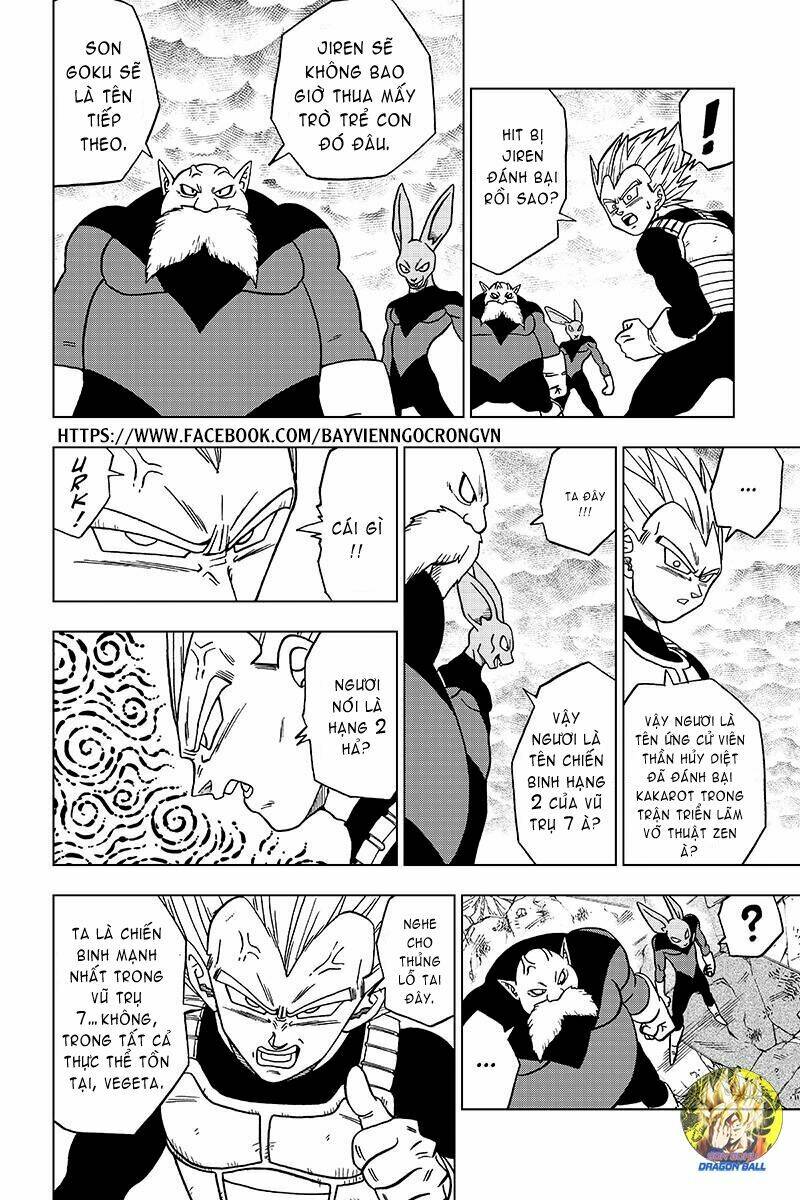 !
HIT BỊ
JIREN
ĐÁNH BẠI
RỒI SAO?
JIREN SẼ
KHÔNG BAO
GIỜ THUA MẤY
TRÒ TRẺ CON
ĐÓ ĐÂU.
SON
GOKU SẼ
LÀ TÊN
TIẾP
THEO.
HTTPS://WWW.FACEBOOK.COM/BAYVIENNGOCRONGVN
...
VẬY NGƯƠI LÀ
TÊN ỨNG CỬ VIÊN
THẦN HỦY DIỆT
ĐÃ ĐÁNH BẠI
KAKAROT TRONG
TRẬN TRIỂN LÃM
VÕ THUẬT ZEN
À?
TA ĐÂY
!!!
VẬY
NGƯƠI LÀ
TÊN CHIẾN
BINH HẠNG
2 CỦA VŨ
TRỤ 7 À?
CÁI GÌ
!!
URK!
NGƯƠI
NÓI LÀ
HẠNG 2
HẢ?
?
...
NGHE
CHO
THỦNG
LỖ TAI
ĐÂY.
TA LÀ CHIẾN
BINH MẠNH
NHẤT TRONG
VŨ TRỤ
7...KHÔNG,
TRONG TẤT CẢ
THỰC THỂ TỒN
TẠI, VEGETA.
DRAGON BALL